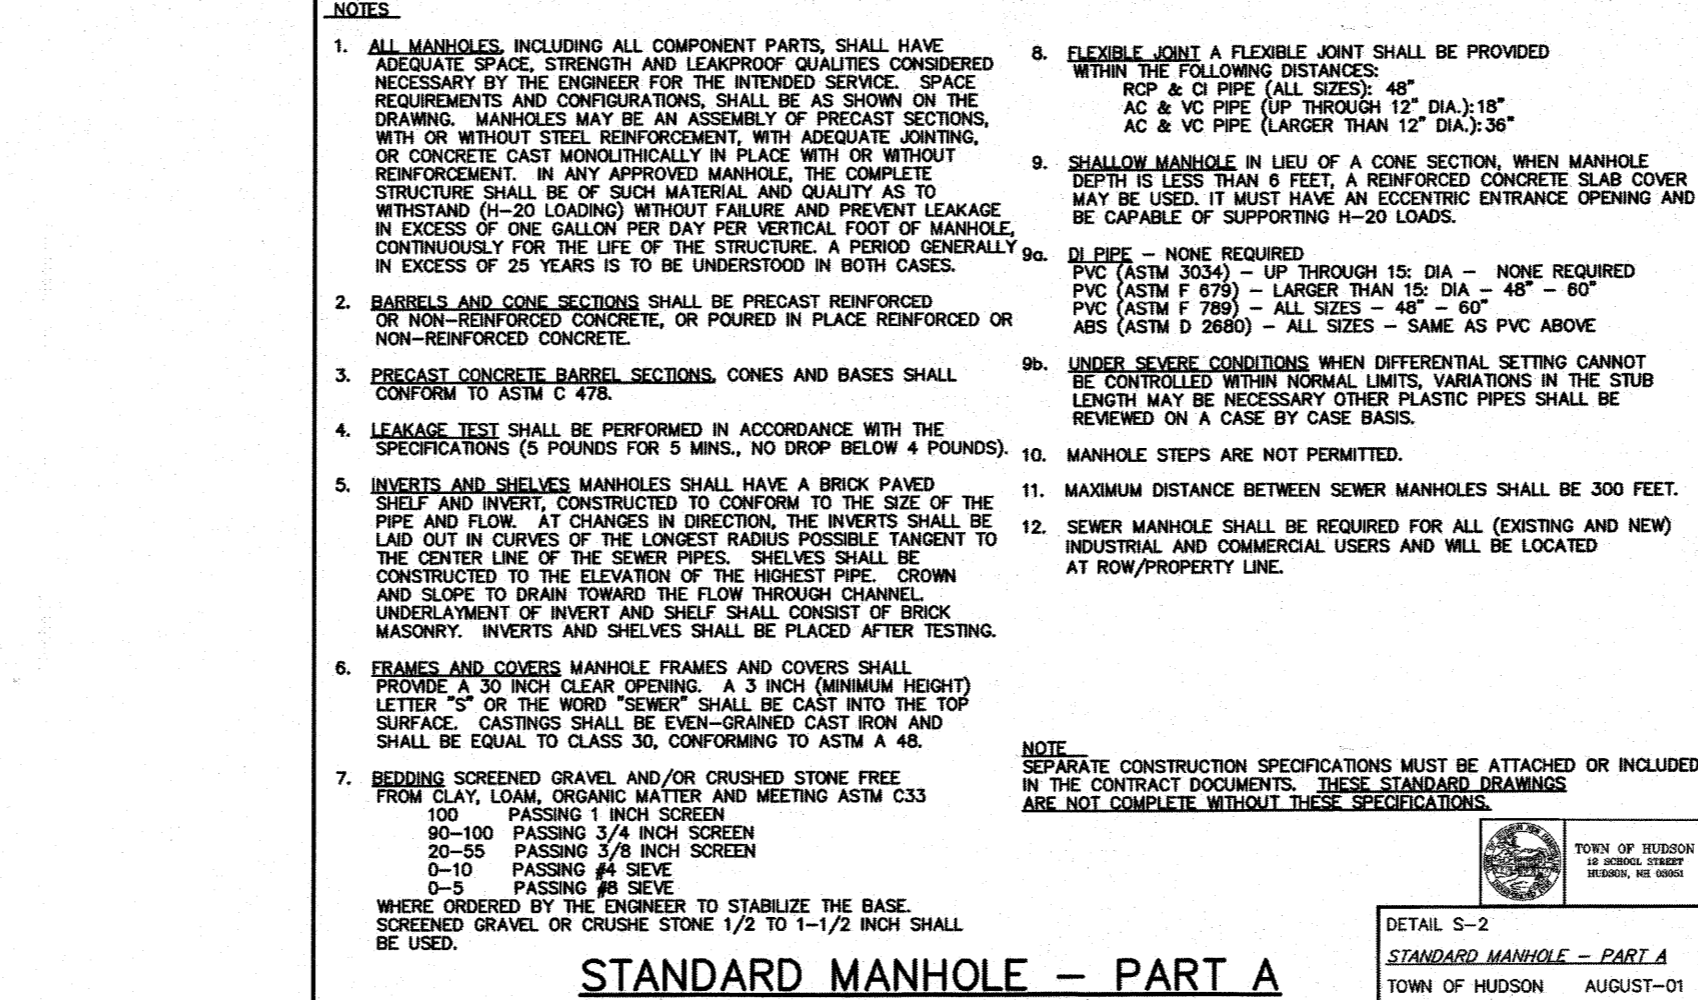 NOTES
1. ALL MANHOLES, INCLUDING ALL COMPONENT PARTS, SHALL HAVE
ADEQUATE SPACE, STRENGTH AND LEAKPROOF QUALITIES CONSIDERED
NECESSARY BY THE ENGINEER FOR THE INTENDED SERVICE. SPACE
REQUIREMENTS AND CONFIGURATIONS, SHALL BE AS SHOWN ON THE
DRAWING. MANHOLES MAY BE AN ASSEMBLY OF PRECAST SECTIONS,
WITH OR WITHOUT STEEL REINFORCEMENT, WITH ADEQUATE JOINTING,
OR CONCRETE CAST MONOLITHICALLY IN PLACE WITH OR WITHOUT
REINFORCEMENT. IN ANY APPROVED MANHOLE, THE COMPLETE
STRUCTURE SHALL BE OF SUCH MATERIAL AND QUALITY AS TO
WITHSTAND (H-20 LOADING) WITHOUT FAILURE AND PREVENT LEAKAGE
IN EXCESS OF ONE GALLON PER DAY PER VERTICAL FOOT OF MANHOLE,
CONTINUOUSLY FOR THE LIFE OF THE STRUCTURE. A PERIOD GENERALLY
IN EXCESS OF 25 YEARS IS TO BE UNDERSTOOD IN BOTH CASES.
2. BARRELS AND CONE SECTIONS SHALL BE PRECAST REINFORCED
OR NON-REINFORCED CONCRETE, OR POURED IN PLACE REINFORCED OR
NON-REINFORCED CONCRETE.
3. PRECAST CONCRETE BARREL SECTIONS, CONES AND BASES SHALL
CONFORM TO ASTM C 478.
4. LEAKAGE TEST SHALL BE PERFORMED IN ACCORDANCE WITH THE
SPECIFICATIONS (5 POUNDS FOR 5 MINS., NO DROP BELOW 4 POUNDS).
5. INVERTS AND SHELVES MANHOLES SHALL HAVE A BRICK PAVED
SHELF AND INVERT, CONSTRUCTED TO CONFORM TO THE SIZE OF THE
PIPE AND FLOW. AT CHANGES IN DIRECTION, THE INVERTS SHALL BE
LAID OUT IN CURVES OF THE LONGEST RADIUS POSSIBLE TANGENT TO
THE CENTER LINE OF THE SEWER PIPES. SHELVES SHALL BE
CONSTRUCTED TO THE ELEVATION OF THE HIGHEST PIPE. CROWN
AND SLOPE TO DRAIN TOWARD THE FLOW THROUGH CHANNEL.
UNDERLAYMENT OF INVERT AND SHELF SHALL CONSIST OF BRICK
MASONRY. INVERTS AND SHELVES SHALL BE PLACED AFTER TESTING.
6. FRAMES AND COVERS MANHOLE FRAMES AND COVERS SHALL
PROVIDE A 30 INCH CLEAR OPENING. A 3 INCH (MINIMUM HEIGHT)
LETTER "S" OR THE WORD "SEWER" SHALL BE CAST INTO THE TOP
SURFACE. CASTINGS SHALL BE EVEN-GRAINED CAST IRON AND
SHALL BE EQUAL TO CLASS 30, CONFORMING TO ASTM A 48.
7. BEDDING SCREENED GRAVEL AND/OR CRUSHED STONE FREE
FROM CLAY, LOAM, ORGANIC MATTER AND MEETING ASTM C33
100 PASSING 1 INCH SCREEN
90-100 PASSING 3/4 INCH SCREEN
20-55 PASSING 3/8 INCH SCREEN
0-10 PASSING #4 SIEVE
0-5 PASSING #8 SIEVE
WHERE ORDERED BY THE ENGINEER TO STABILIZE THE BASE.
SCREENED GRAVEL OR CRUSHE STONE 1/2 TO 1-1/2 INCH SHALL
BE USED.
8. FLEXIBLE JOINT A FLEXIBLE JOINT SHALL BE PROVIDED
WITHIN THE FOLLOWING DISTANCES:
RCP & CI PIPE (ALL SIZES): 48"
AC & VC PIPE (UP THROUGH 12" DIA.):18"
AC & VC PIPE (LARGER THAN 12" DIA.):36"
9. SHALLOW MANHOLE IN LIEU OF A CONE SECTION, WHEN MANHOLE
DEPTH IS LESS THAN 6 FEET, A REINFORCED CONCRETE SLAB COVER
MAY BE USED. IT MUST HAVE AN ECCENTRIC ENTRANCE OPENING AND
BE CAPABLE OF SUPPORTING H-20 LOADS.
9a. DI PIPE - NONE REQUIRED
PVC (ASTM 3034) - UP THROUGH 15: DIA - NONE REQUIRED
PVC (ASTM F 679) - LARGER THAN 15: DIA - 48" - 60"
PVC (ASTM F 789) - ALL SIZES - 48" - 60"
ABS (ASTM D 2680) - ALL SIZES - SAME AS PVC ABOVE
9b. UNDER SEVERE CONDITIONS WHEN DIFFERENTIAL SETTING CANNOT
BE CONTROLLED WITHIN NORMAL LIMITS, VARIATIONS IN THE STUB
LENGTH MAY BE NECESSARY OTHER PLASTIC PIPES SHALL BE
REVIEWED ON A CASE BY CASE BASIS.
10. MANHOLE STEPS ARE NOT PERMITTED.
11. MAXIMUM DISTANCE BETWEEN SEWER MANHOLES SHALL BE 300 FEET.
12. SEWER MANHOLE SHALL BE REQUIRED FOR ALL (EXISTING AND NEW)
INDUSTRIAL AND COMMERCIAL USERS AND WILL BE LOCATED
AT ROW/PROPERTY LINE.
NOTE
SEPARATE CONSTRUCTION SPECIFICATIONS MUST BE ATTACHED OR INCLUDED
IN THE CONTRACT DOCUMENTS. THESE STANDARD DRAWINGS
ARE NOT COMPLETE WITHOUT THESE SPECIFICATIONS.
TOWN OF HUDSON
12 SCHOOL STREET
HUDSON, NH 03051
DETAIL S-2
STANDARD MANHOLE - PART A
TOWN OF HUDSON AUGUST-01
STANDARD MANHOLE - PART A